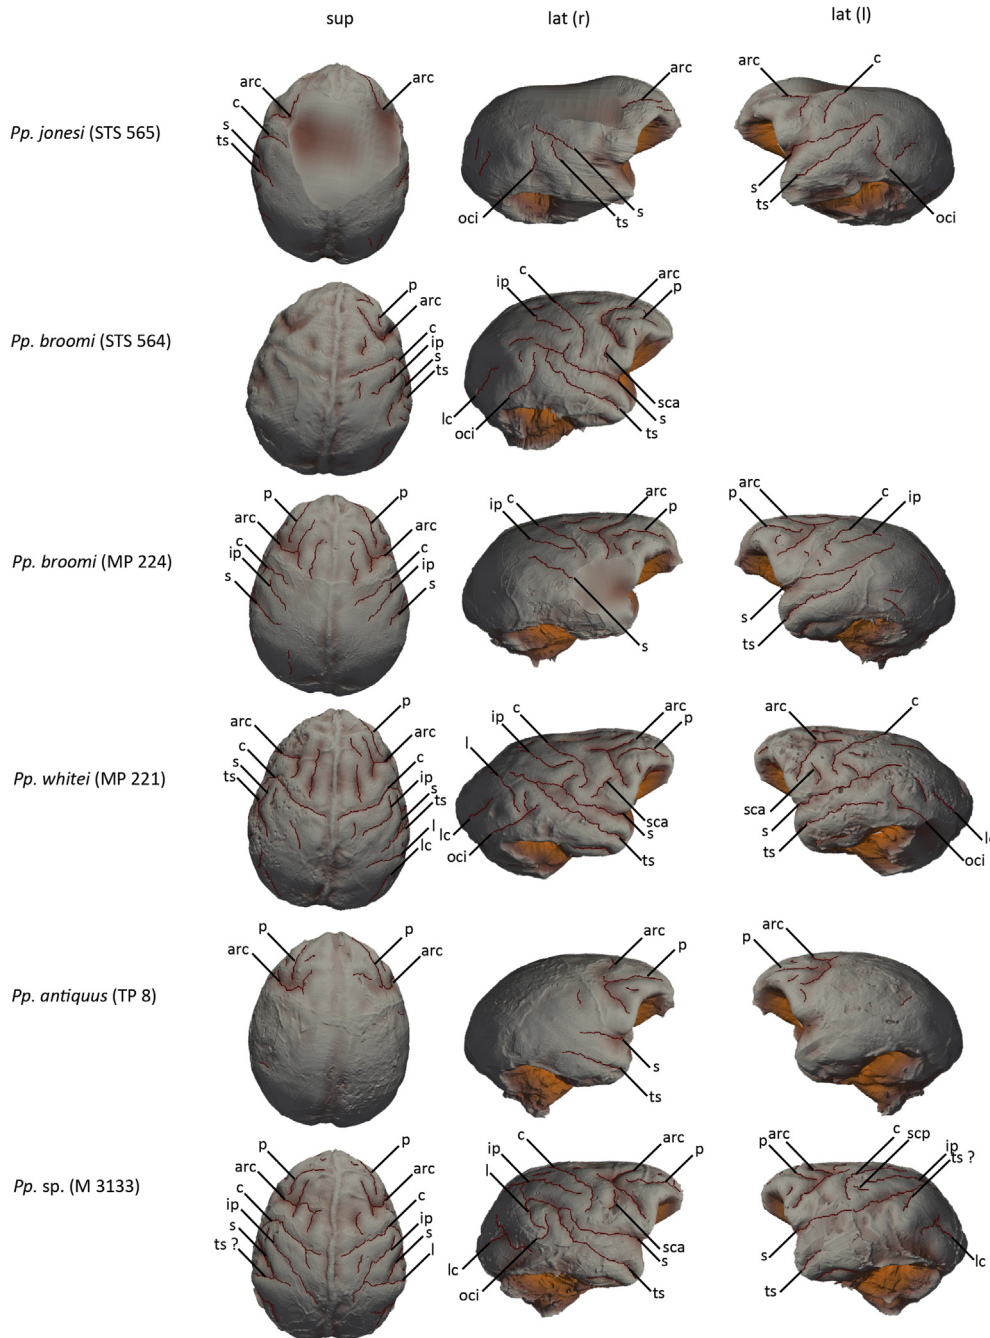 sup lat (r) lat (l)
Pp. jonesi (STS 565)
arc
c
s
ts
arc
arc
oci
ts
s
arc
c
s
ts
oci
Pp. broomi (STS 564)
p
arc
c
ip
s
ts
c
ip
arc
p
lc
oci
sca
s
ts
Pp. broomi (MP 224)
p
arc
c
ip
s
p
arc
c
ip
s
c
ip
arc
p
s
arc
p
c
ip
s
ts
Pp. whitei (MP 221)
arc
c
s
ts
p
arc
c
ip
s
ts
l
lc
c
ip
l
arc
p
lc
oci
sca
s
ts
arc
c
sca
s
ts
oci
Pp. antiquus (TP 8)
p
arc
p
arc
arc
p
s
ts
arc
p
Pp. sp. (M 3133)
p
arc
c
ip
s
ts ?
p
arc
c
ip
s
l
c
ip
l
arc
p
lc
oci
sca
s
ts
p
arc
c
scp
ip
ts ?
s
ts
lc